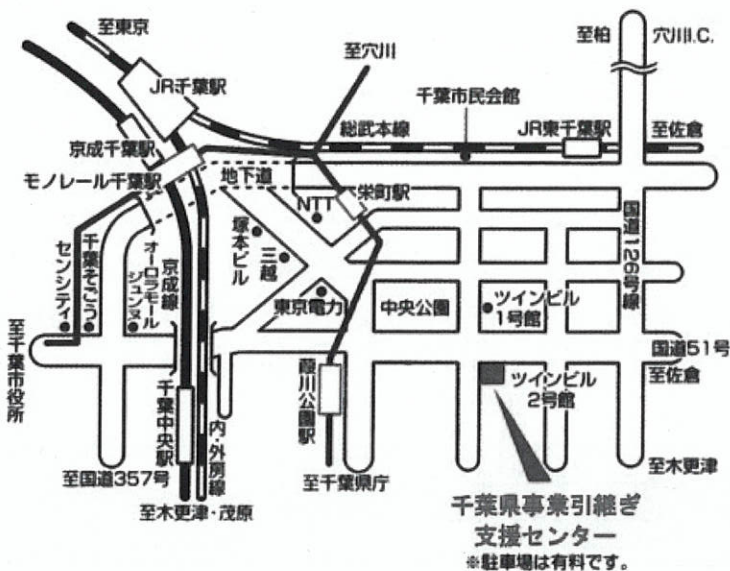 至東京
JR千葉駅
京成千葉駅
モノレール千葉駅
至穴川
総武本線
千葉市民会館
JR東千葉駅
至佐倉
至柏
穴川I.C.
地下道
NTT
栄町駅
塚本ビル
三越
東京電力
中央公園
ツインビル
1号館
国道126号線
センシティ
千葉そごう
オーロラモール
ジュンヌ
京成線
至千葉市役所
千葉中央駅
内・外房線
葭川公園駅
国道51号
至佐倉
ツインビル
2号館
至国道357号
至木更津・茂原
至千葉県庁
至木更津
千葉県事業引継ぎ
支援センター
※駐車場は有料です。